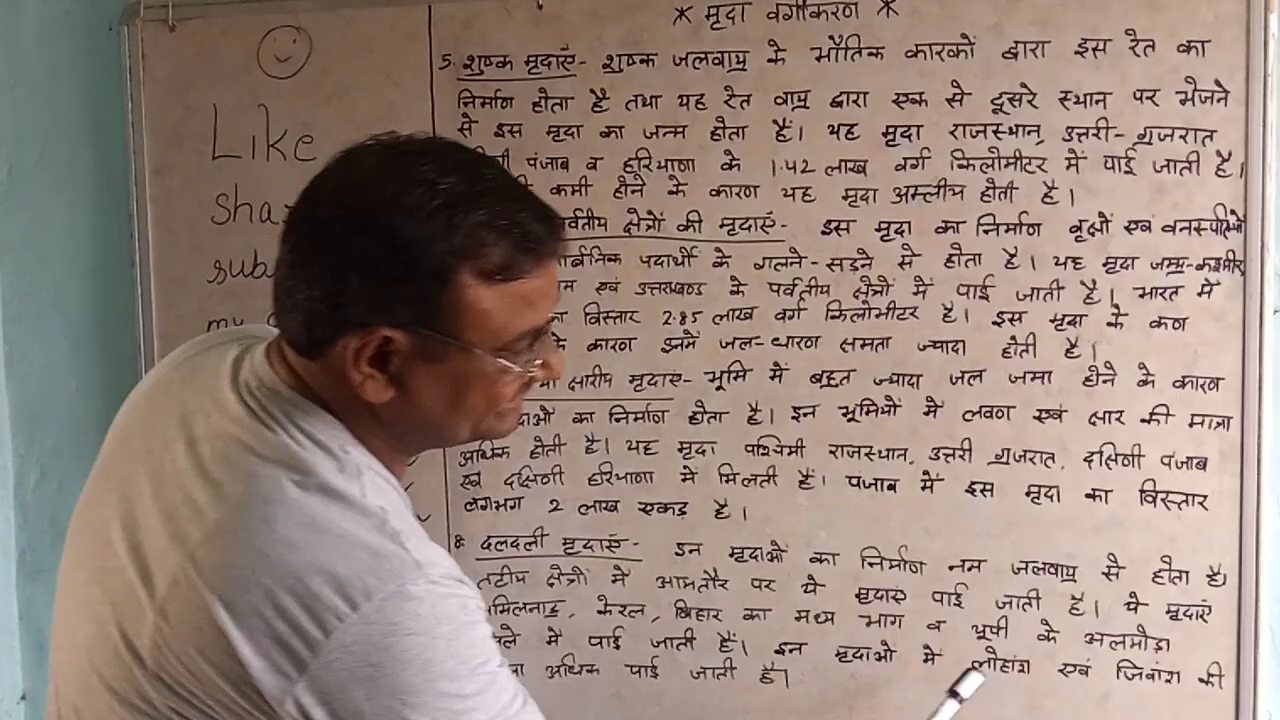 * मृदा वर्गीकरण *
Like
sha
sub
my
5. शुष्क मृदाएं - शुष्क जलवायु के भौतिक कारकों द्वारा इस रेत का
निर्माण होता है तथा यह रेत वायु द्वारा एक से दूसरे स्थान पर भेजने
से इस मृदा का जन्म होता है। यह मृदा राजस्थान, उत्तरी-गुजरात
पंजाब व हरियाणा के 1.42 लाख वर्ग किलोमीटर में पाई जाती है।
कमी होने के कारण यह मृदा अम्लीय होती है।
र्वतीय क्षेत्रों की मृदाएं - इस मृदा का निर्माण वृक्षों एवं वनस्पतियों
ार्बनिक पदार्थों के गलने-सड़ने से होता है। यह मृदा जम्मू-कश्मीर
म एवं उत्तराखण्ड के पर्वतीय क्षेत्रों में पाई जाती है। भारत में
विस्तार 2.85 लाख वर्ग किलोमीटर है। इस मृदा के कण
के कारण इनमें जल-धारण क्षमता ज्यादा होती है।
क्षारीय मृदाएं - भूमि में बहुत ज्यादा जल जमा होने के कारण
दाओं का निर्माण होता है। इन भूमियों में लवण एवं क्षार की मात्रा
अधिक होती है। यह मृदा पश्चिमी राजस्थान, उत्तरी गुजरात, दक्षिणी पंजाब
एवं दक्षिणी हरियाणा में मिलती है। पंजाब में इस मृदा का विस्तार
लगभग 2 लाख एकड़ है।
8. दलदली मृदाएं - इन मृदाओं का निर्माण नम जलवायु से होता है।
तटीय क्षेत्रों में आमतौर पर ये मृदाएं पाई जाती है। ये मृदाएं
मिलनाडु, केरल, बिहार का मध्य भाग व यूपी के अलमोड़ा
ले में पाई जाती हैं। इन मृदाओं में लोहांश एवं जिवांश की
अधिक पाई जाती है।